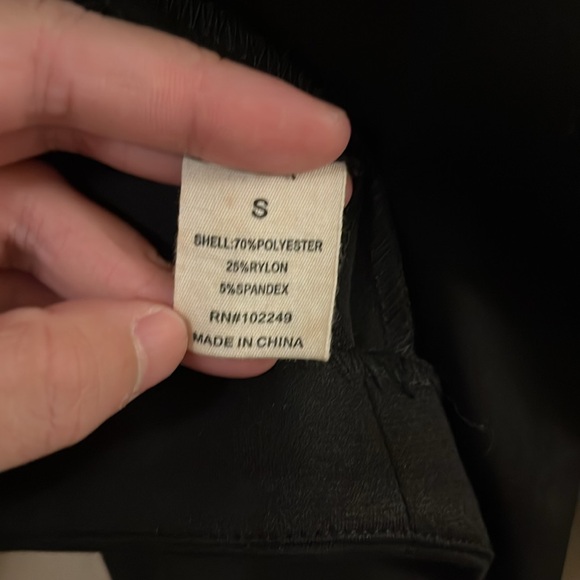 S
SHELL:70%POLYESTER
25%RYLON
5%SPANDEX
RN#102249
MADE IN CHINA